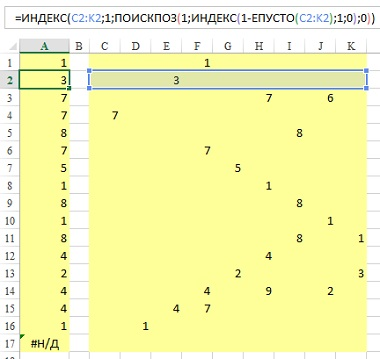 =ИНДЕКС(C2:K2;1;ПОИСКПОЗ(1;ИНДЕКС(1-ЕПУСТО(C2:K2);1;0);0))
A B C D E F G H I J K
1 1 1
2 3 3
3 7 7 6
4 7 7
5 8 8
6 7 7
7 5 5
8 1 1
9 8 8
10 1 1
11 8 8 1
12 4 4
13 2 2 3
14 4 4 9 2
15 4 4 7
16 1 1
17 #Н/Д